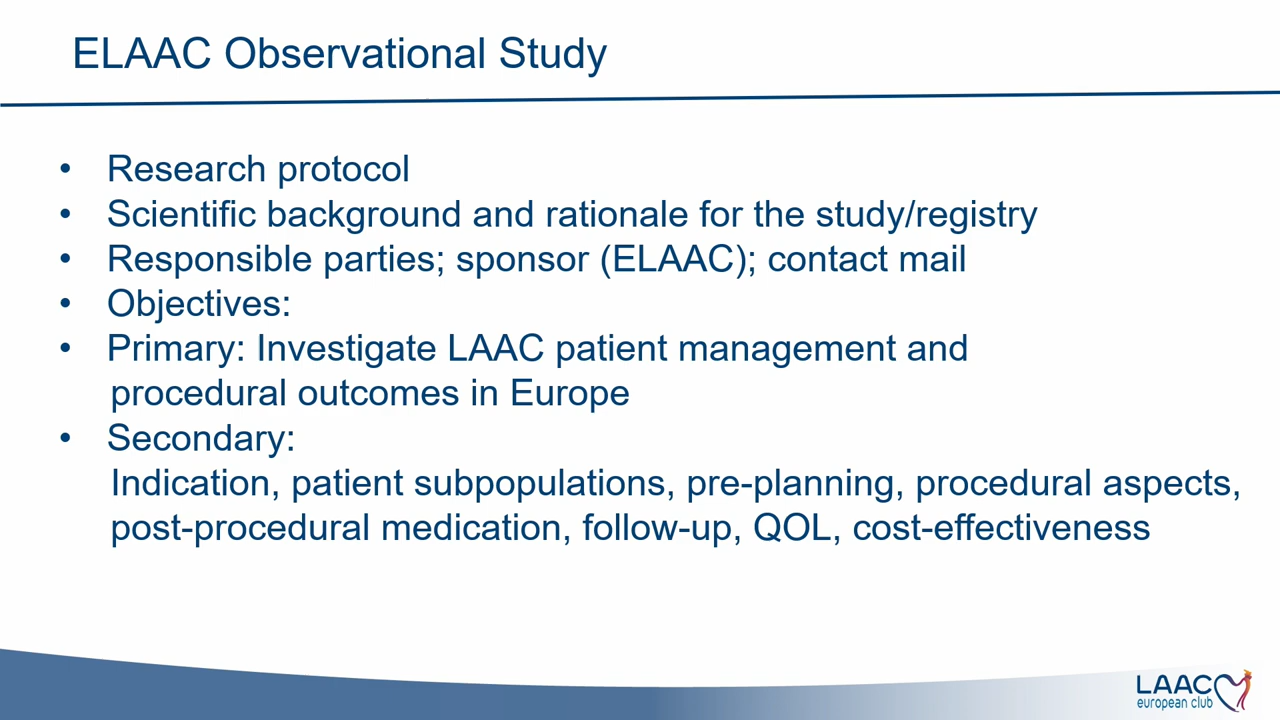 ELAAC Observational Study
• Research protocol
• Scientific background and rationale for the study/registry
• Responsible parties; sponsor (ELAAC); contact mail
• Objectives:
• Primary: Investigate LAAC patient management and
procedural outcomes in Europe
• Secondary:
Indication, patient subpopulations, pre-planning, procedural aspects,
post-procedural medication, follow-up, QOL, cost-effectiveness
LAAC
european club